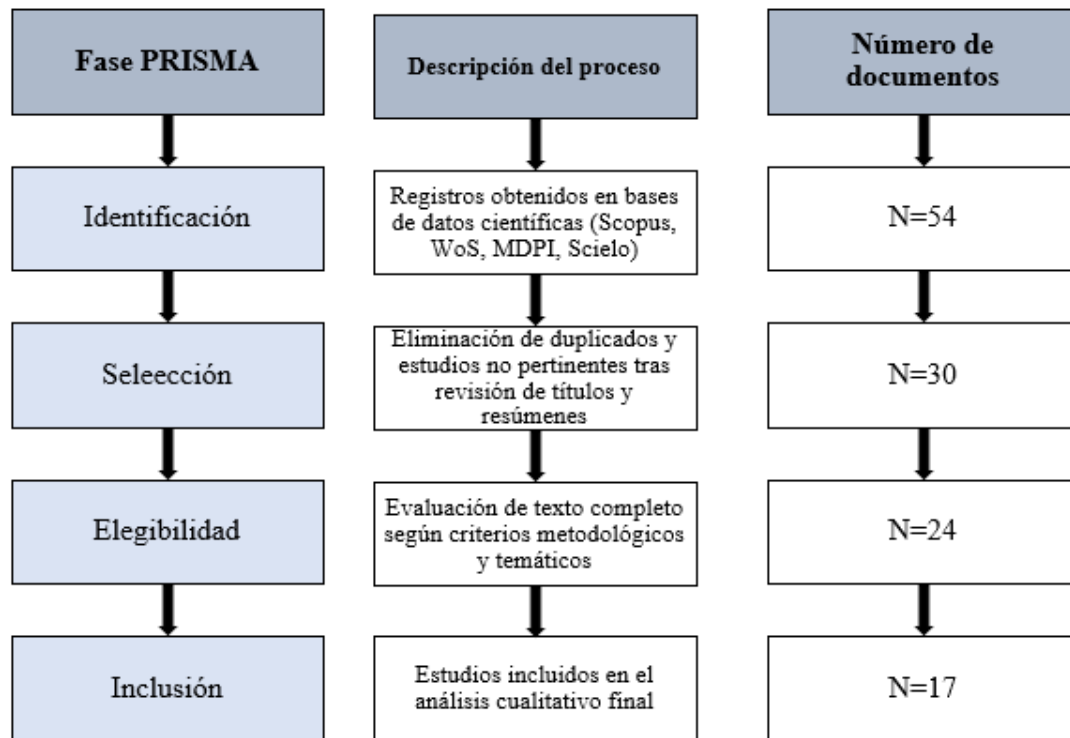 Fase PRISMA
Descripción del proceso
Número de
documentos
Identificación
Registros obtenidos en bases
de datos científicas (Scopus,
WoS, MDPI, Scielo)
N=54
Seleección
Eliminación de duplicados y
estudios no pertinentes tras
revisión de títulos y
resúmenes
N=30
Elegibilidad
Evaluación de texto completo
según criterios metodológicos
y temáticos
N=24
Inclusión
Estudios incluidos en el
análisis cualitativo final
N=17